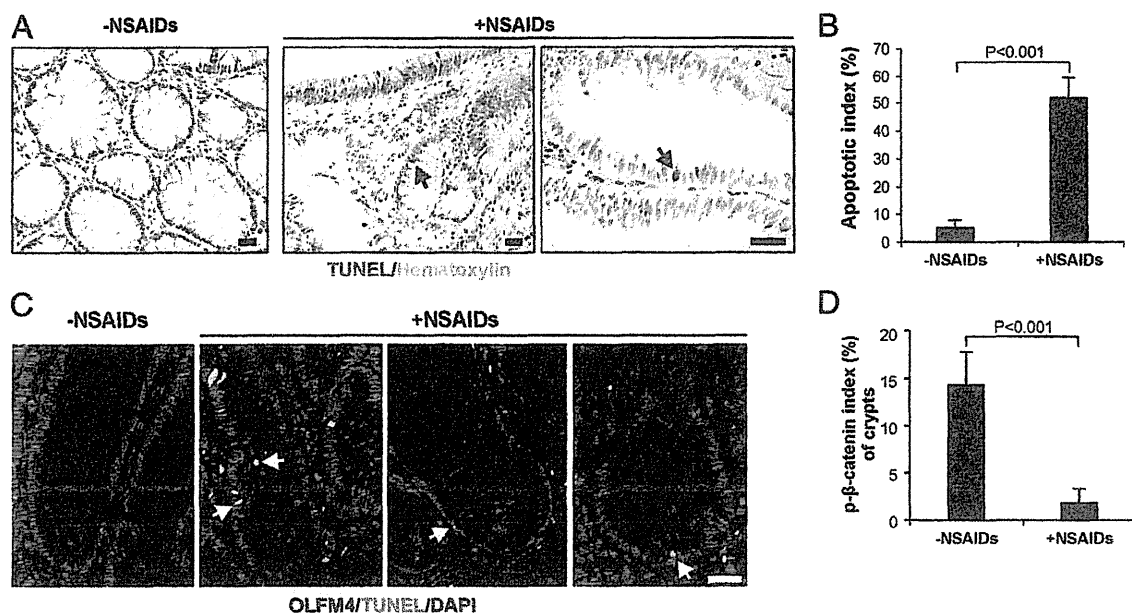 A
-NSAIDs
+NSAIDs
TUNEL/Hematoxylin
B
Apoptotic index (%)
70
60
50
40
30
20
10
0
P<0.001
-NSAIDs
+NSAIDs
C
-NSAIDs
+NSAIDs
OLFM4/TUNEL/DAPI
D
p-β-catenin index (%)
of crypts
20
15
10
5
0
P<0.001
-NSAIDs
+NSAIDs